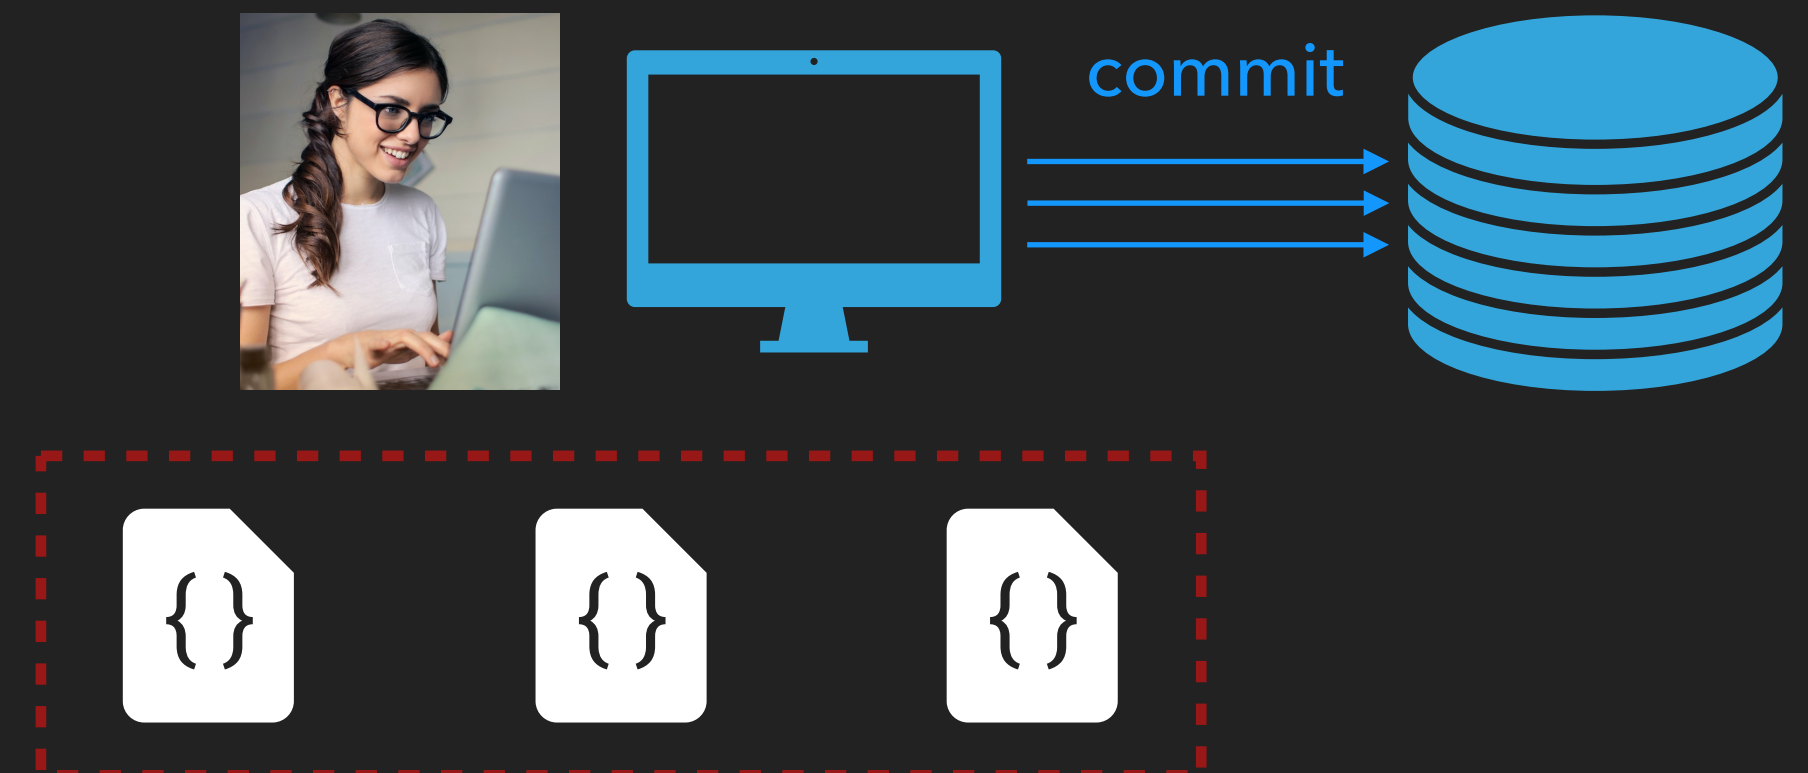 commit
{ } { } { }